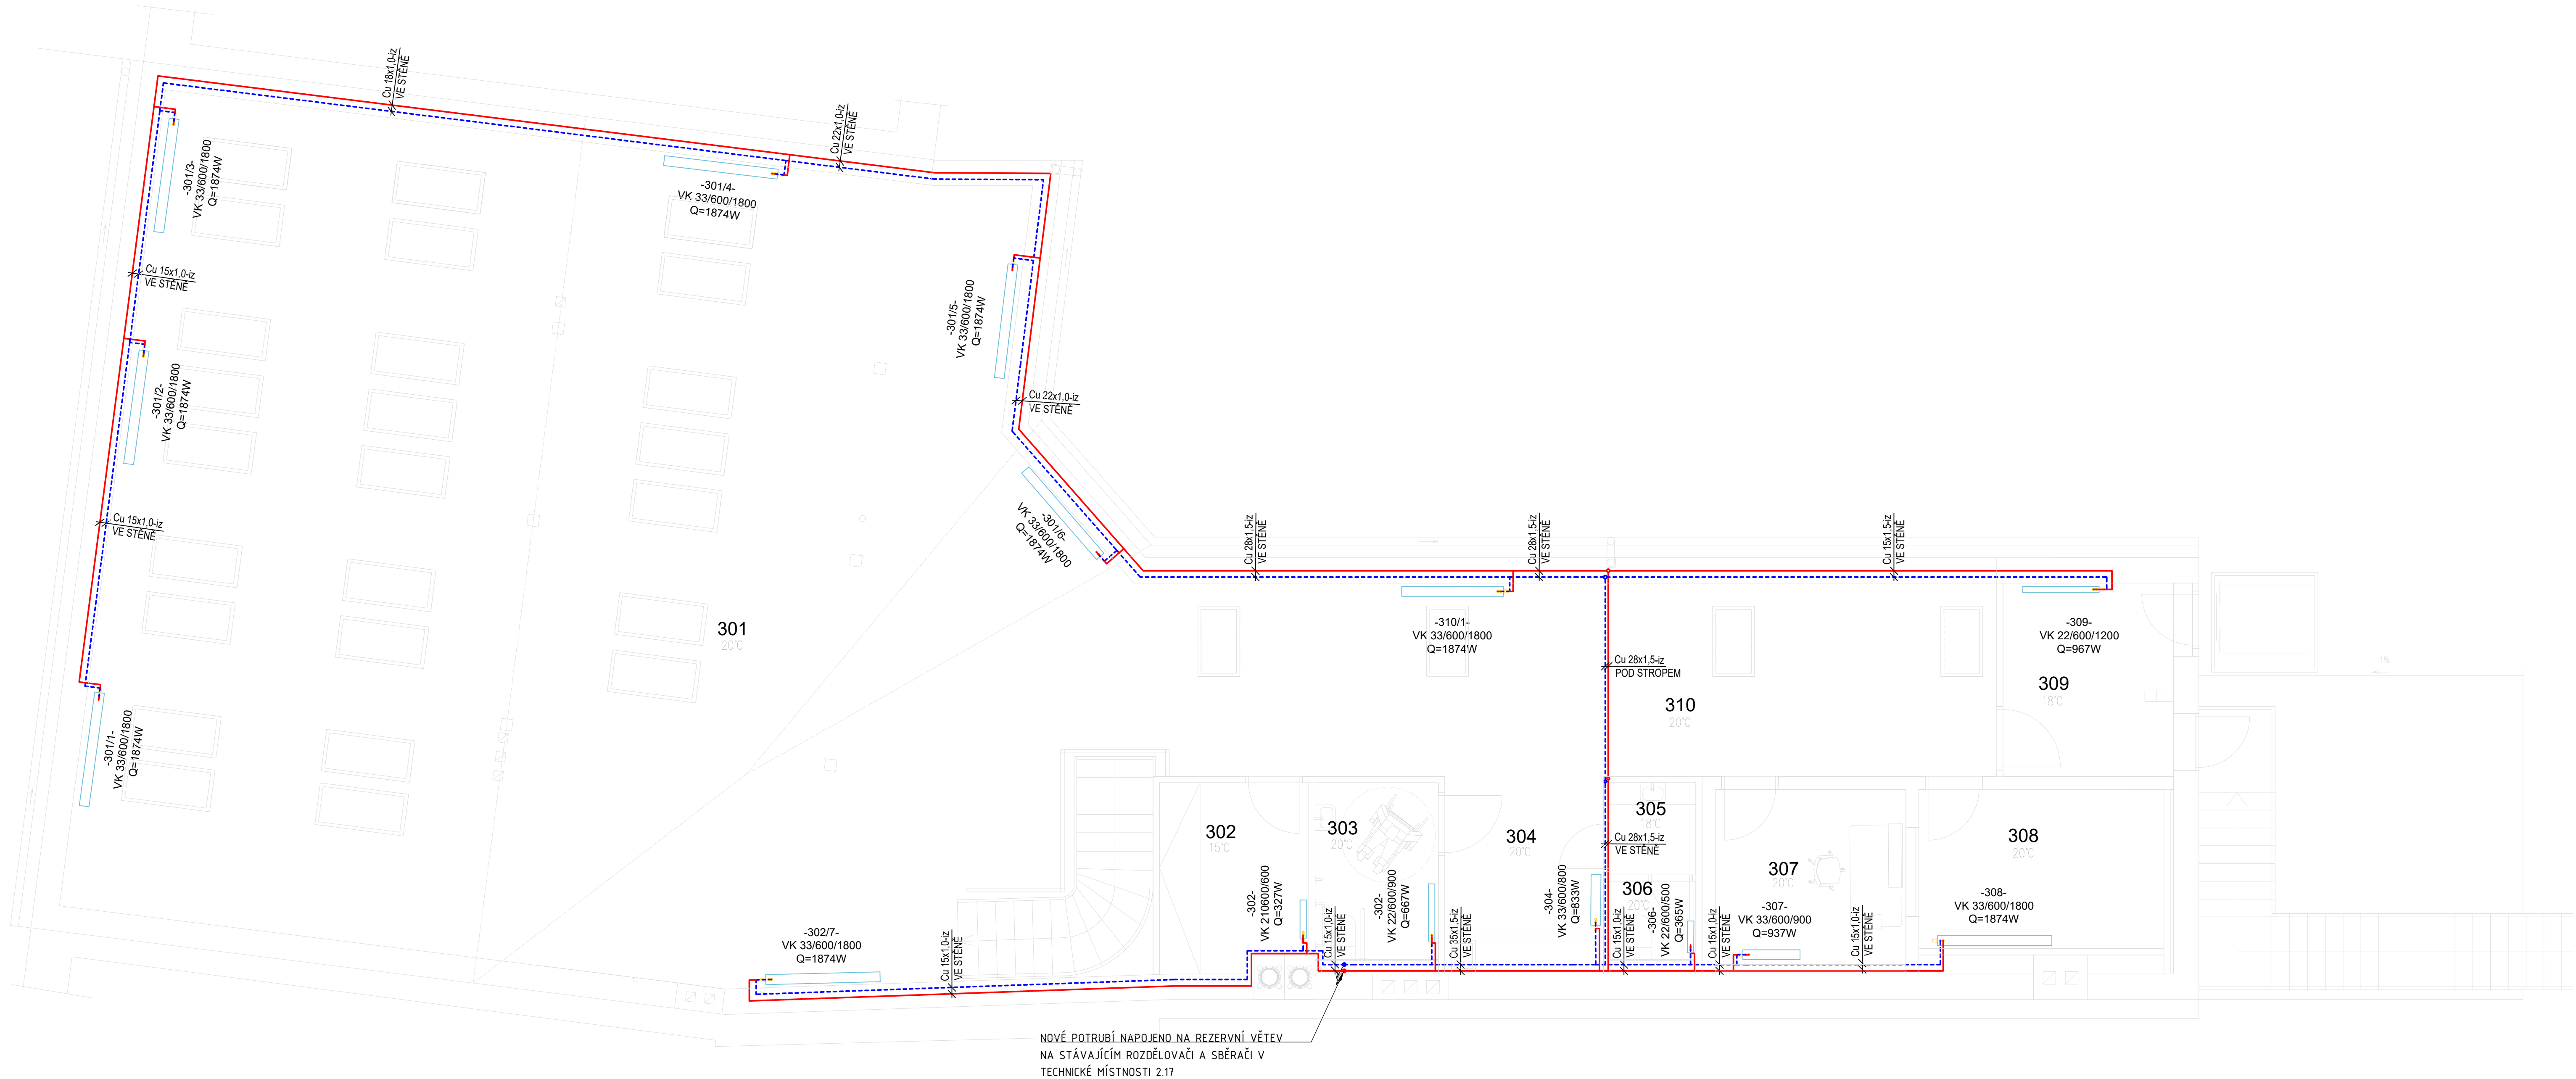 Cu 18x1,0-iz
VE STĚNĚ
Cu 22x1,0-iz
VE STĚNĚ
-301/3-
VK 33/600/1800
Q=1874W
-301/4-
VK 33/600/1800
Q=1874W
Cu 15x1,0-iz
VE STĚNĚ
-301/5-
VK 33/600/1800
Q=1874W
-301/2-
VK 33/600/1800
Q=1874W
Cu 22x1,0-iz
VE STĚNĚ
Cu 15x1,0-iz
VE STĚNĚ
-301/6-
VK 33/600/1800
Q=1874W
Cu 28x1,5-iz
VE STĚNĚ
Cu 28x1,5-iz
VE STĚNĚ
Cu 15x1,5-iz
VE STĚNĚ
301
20°C
-310/1-
VK 33/600/1800
Q=1874W
-309-
VK 22/600/1200
Q=967W
Cu 28x1,5-iz
POD STROPEM
1%
309
18°C
310
20°C
-301/1-
VK 33/600/1800
Q=1874W
302
15°C
303
20°C
304
20°C
305
18°C
Cu 28x1,5-iz
VE STĚNĚ
306
20°C
307
20°C
308
20°C
-302-
VK 210600/600
Q=327W
Cu 15x1,0-iz
VE STĚNĚ
-302-
VK 22/600/900
Q=667W
Cu 35x1,5-iz
VE STĚNĚ
-304-
VK 33/600/800
Q=833W
Cu 15x1,0-iz
VE STĚNĚ
-306-
VK 22/600/500
Q=365W
Cu 15x1,0-iz
VE STĚNĚ
-307-
VK 33/600/900
Q=937W
Cu 15x1,0-iz
VE STĚNĚ
-308-
VK 33/600/1800
Q=1874W
-302/7-
VK 33/600/1800
Q=1874W
Cu 15x1,0-iz
VE STĚNĚ
NOVÉ POTRUBÍ NAPOJENO NA REZERVNÍ VĚTEV
NA STÁVAJÍCÍM ROZDĚLOVAČI A SBĚRAČI V
TECHNICKÉ MÍSTNOSTI 2.17